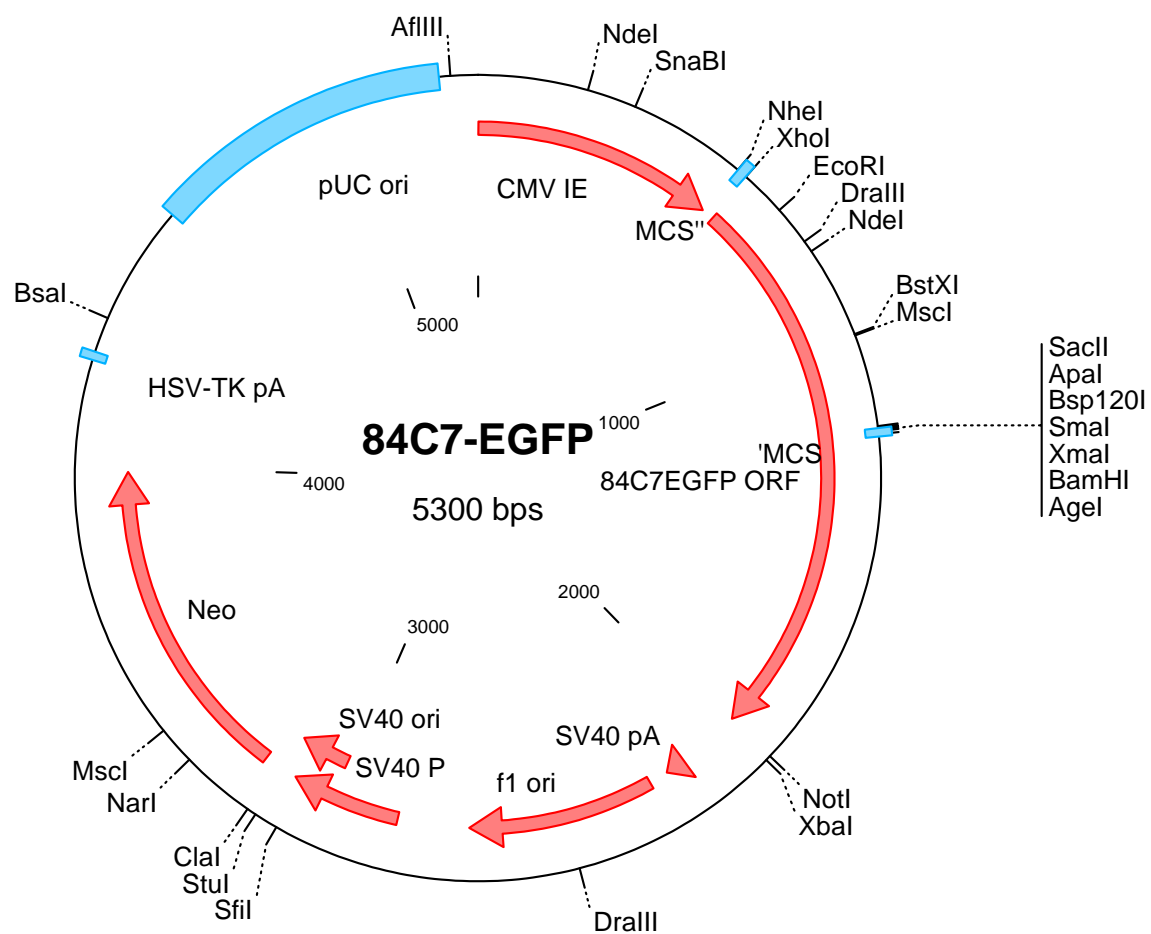 AflIII
NdeI
SnaBI
NheI
XhoI
EcoRI
DraIII
NdeI
pUC ori
CMV IE
MCS"
BsaI
BstXI
MscI
5000
SacII
ApaI
Bsp120I
SmaI
XmaI
BamHI
AgeI
HSV-TK pA
1000
84C7-EGFP
'MCS
84C7EGFP ORF
4000
5300 bps
2000
Neo
3000
SV40 ori
SV40 pA
SV40 P
f1 ori
MscI
NarI
NotI
XbaI
ClaI
StuI
SfiI
DraIII